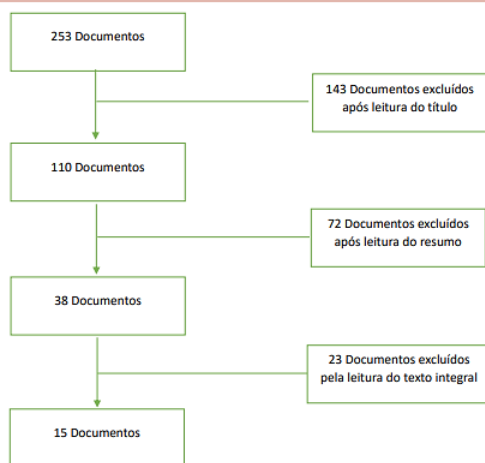 253 Documentos
143 Documentos excluídos
após leitura do título
110 Documentos
72 Documentos excluídos
após leitura do resumo
38 Documentos
23 Documentos excluídos
pela leitura do texto integral
15 Documentos